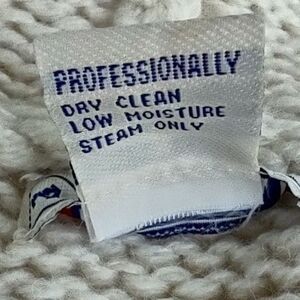 PROFESSIONALLY
DRY CLEAN
LOW MOISTURE
STEAM ONLY